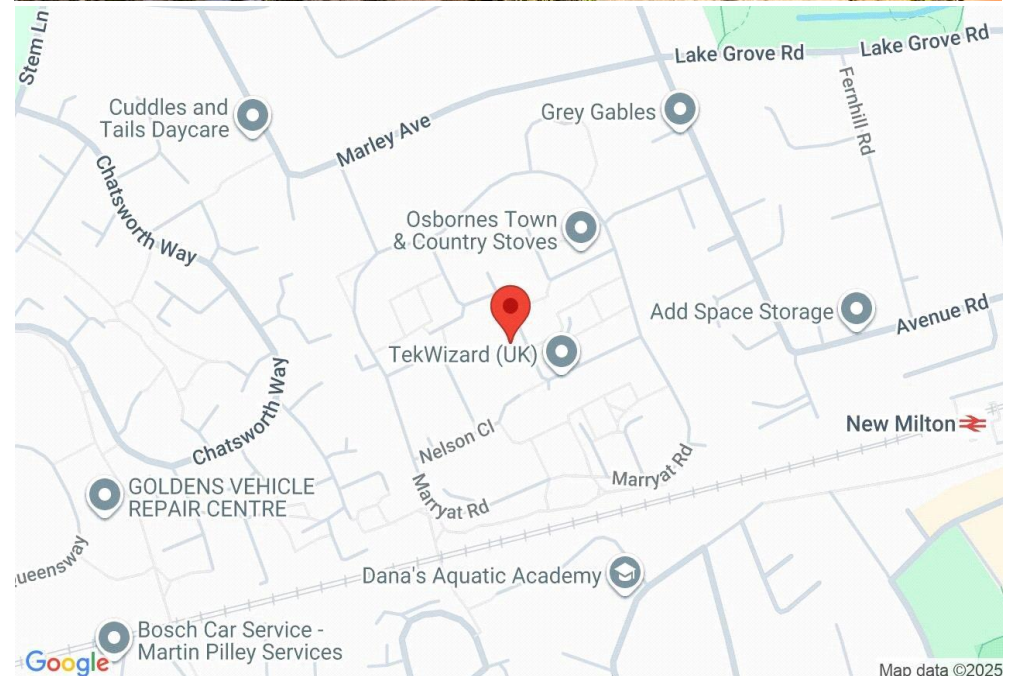 Stem Ln
Lake Grove Rd
Lake Grove Rd
Cuddles and
Tails Daycare
Marley Ave
Grey Gables
Fernhill Rd
Chatsworth Way
Osbornes Town
& Country Stoves
Add Space Storage
Avenue Rd
TekWizard (UK)
Chatsworth Way
New Milton
Nelson Cl
Marryat Rd
Marryat Rd
GOLDENS VEHICLE
REPAIR CENTRE
ueensway
Dana's Aquatic Academy
Bosch Car Service -
Martin Pilley Services
Google
Map data ©2025